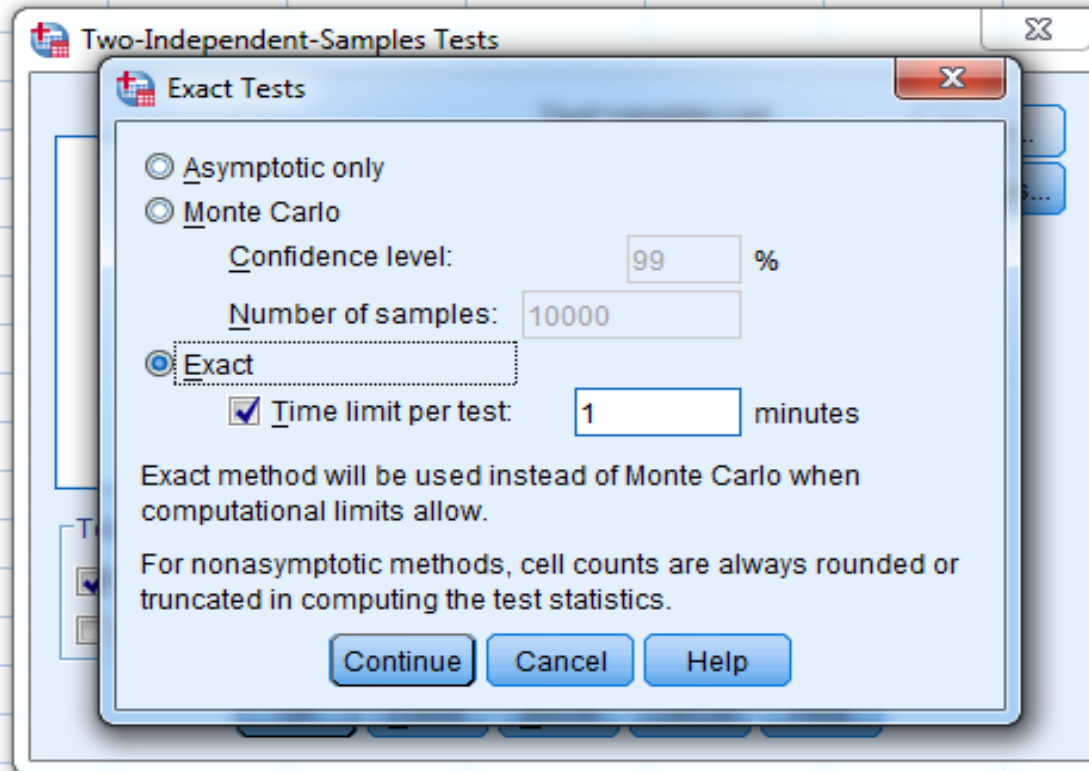 Two-Independent-Samples Tests
Exact Tests
Asymptotic only
Monte Carlo
Confidence level: 99 %
Number of samples: 10000
Exact
Time limit per test: 1 minutes
Exact method will be used instead of Monte Carlo when
computational limits allow.
For nonasymptotic methods, cell counts are always rounded or
truncated in computing the test statistics.
Continue Cancel Help